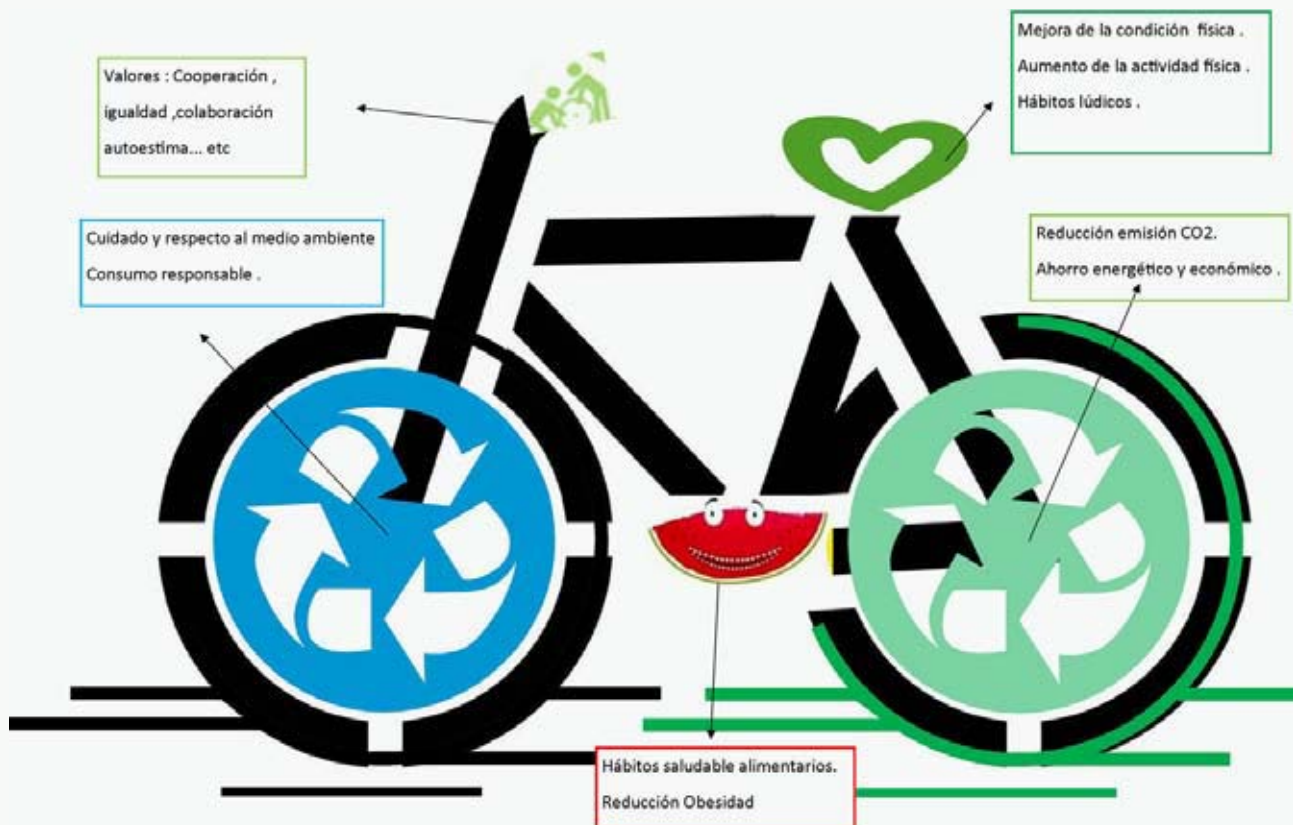 Valores : Cooperación ,
igualdad ,colaboración
autoestima... etc
Mejora de la condición física .
Aumento de la actividad física .
Hábitos lúdicos .
Cuidado y respecto al medio ambiente
Consumo responsable .
Reducción emisión CO2.
Ahorro energético y económico .
Hábitos saludable alimentarios.
Reducción Obesidad